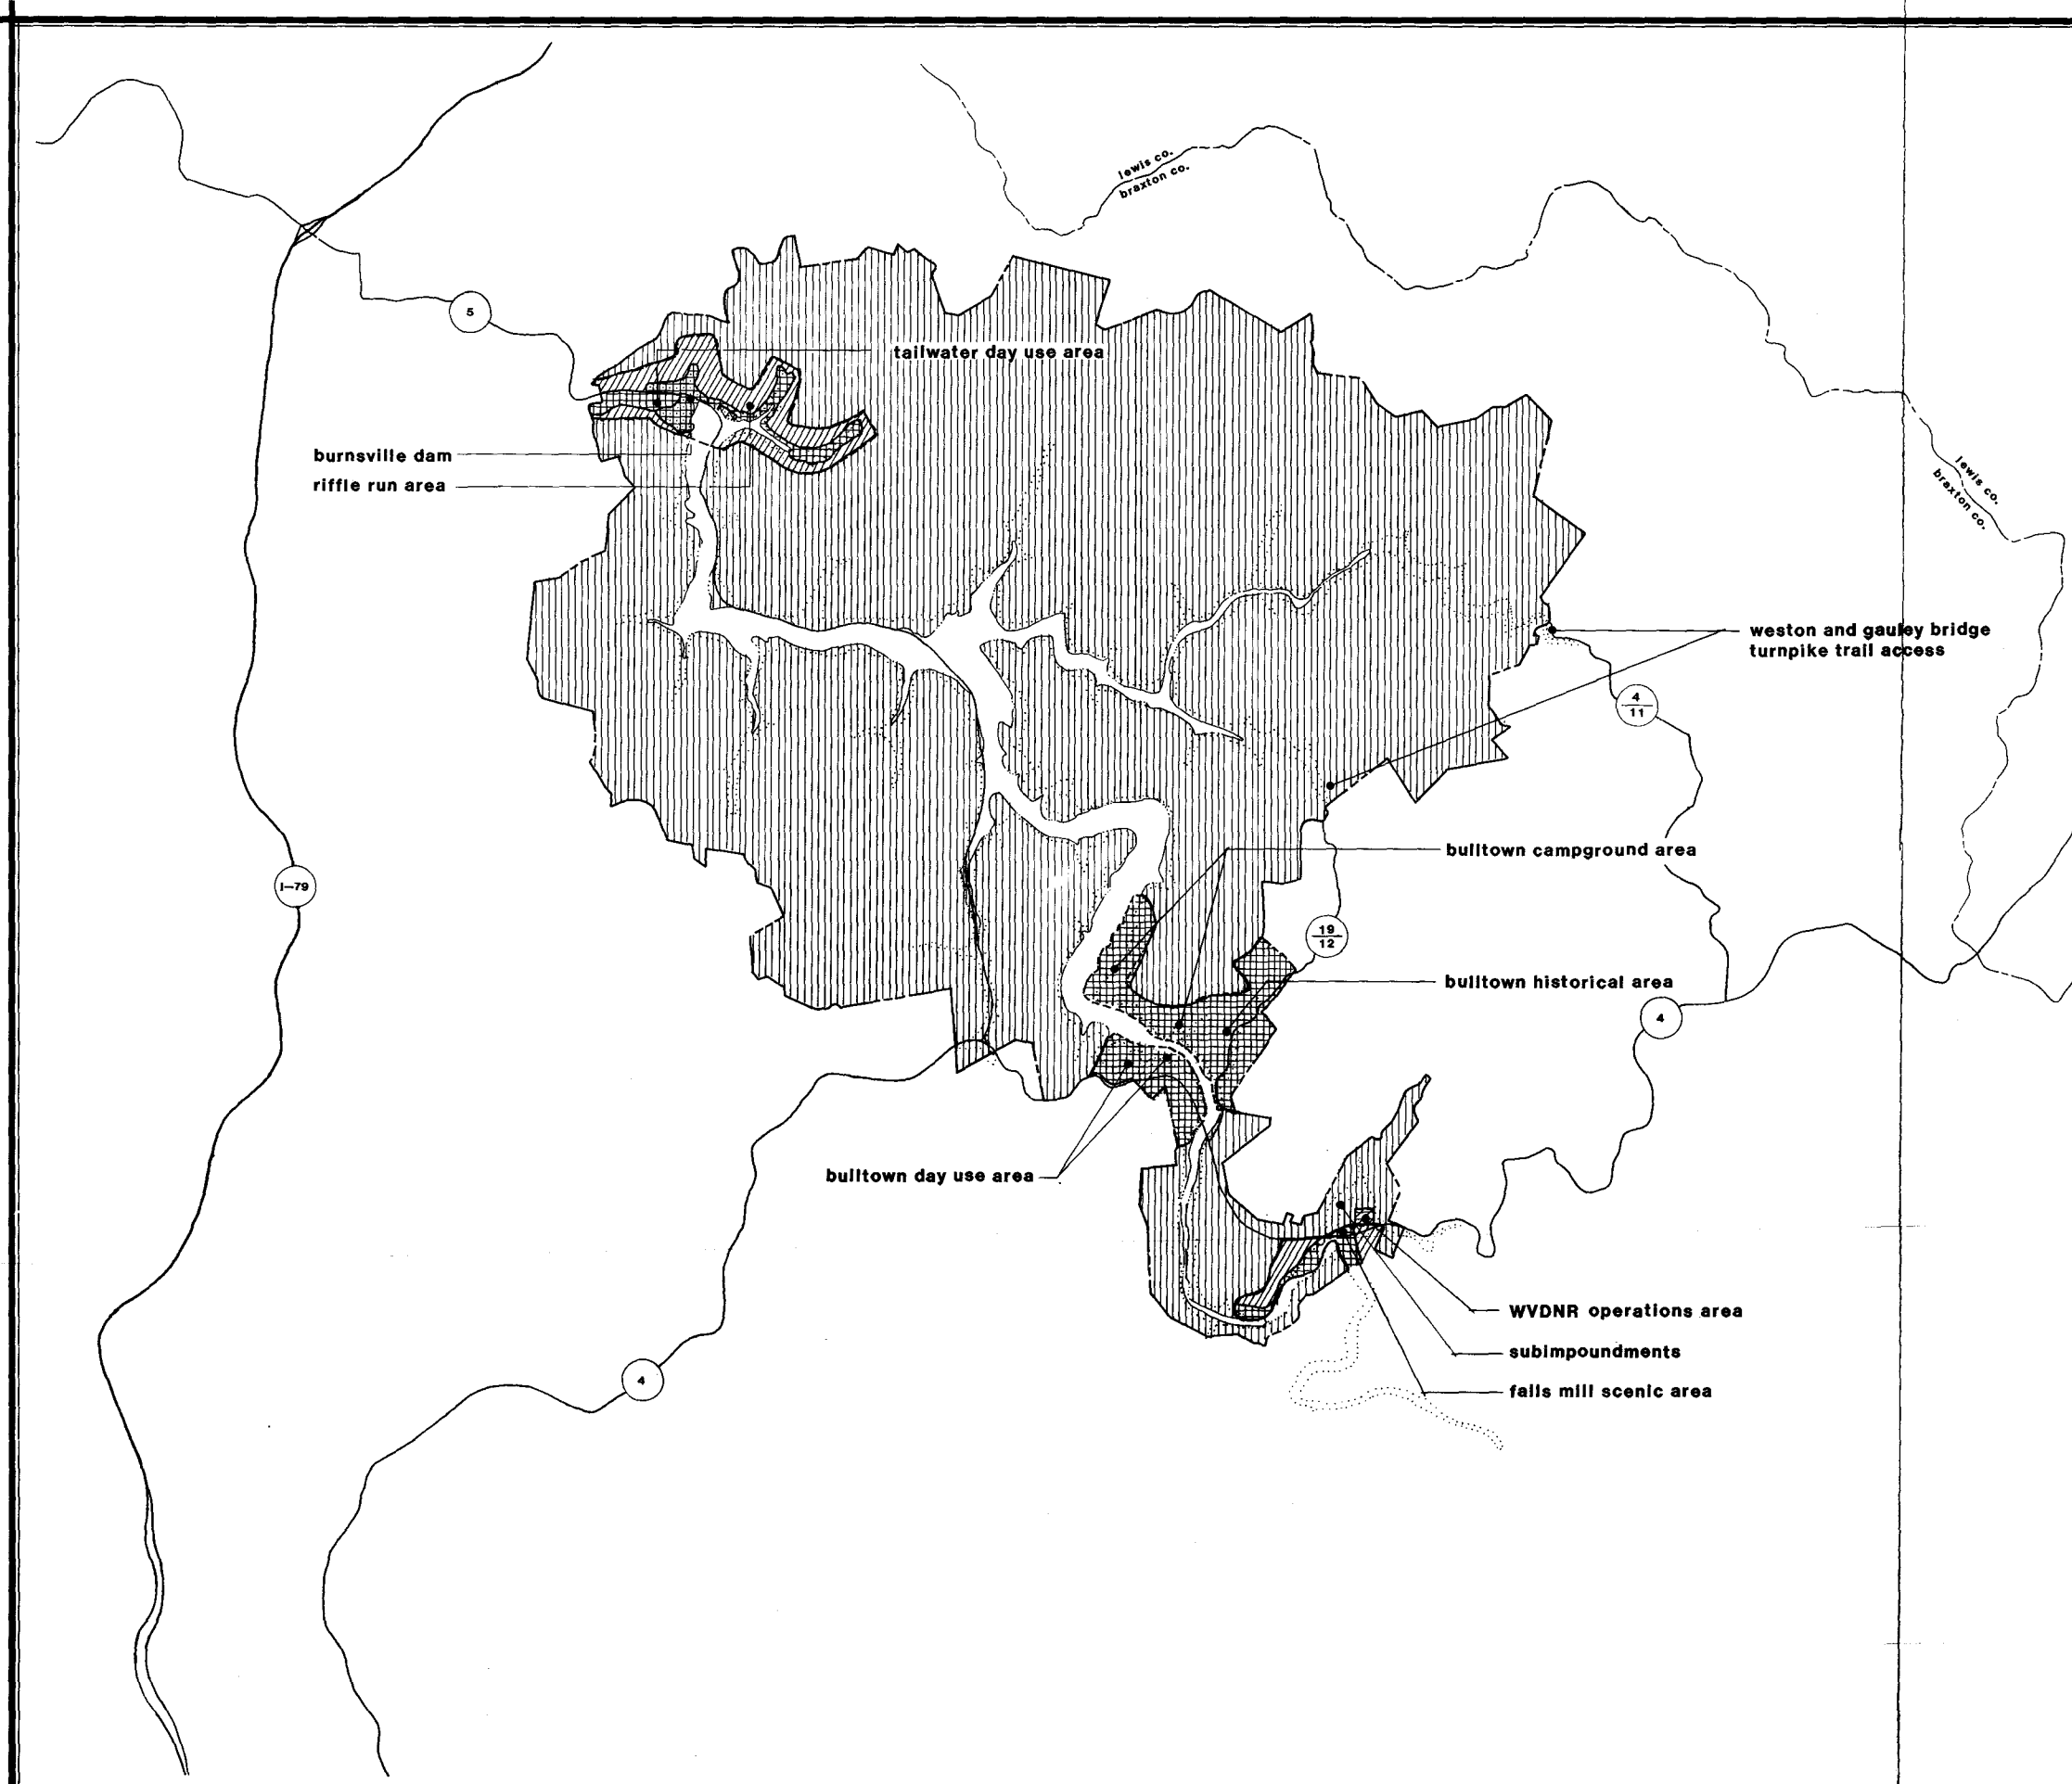 lewis co.
braxton co.
5
tailwater day use area
burnsville dam
riffle run area
lewis co.
braxton co.
weston and gauley bridge
turnpike trail access
4
11
bulltown campground area
I-79
19
12
bulltown historical area
4
bulltown day use area
WVDNR operations area
subimpoundments
4
falls mill scenic area